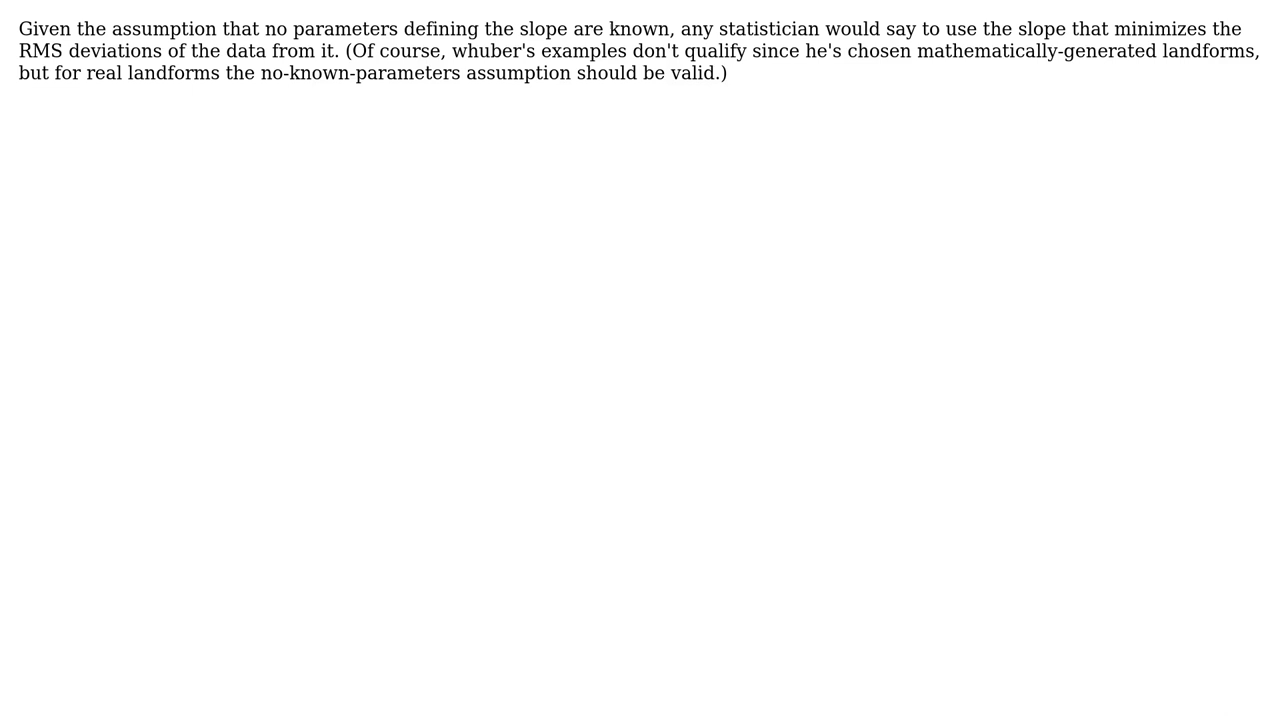 Given the assumption that no parameters defining the slope are known, any statistician would say to use the slope that minimizes the
RMS deviations of the data from it. (Of course, whuber's examples don't qualify since he's chosen mathematically-generated landforms,
but for real landforms the no-known-parameters assumption should be valid.)